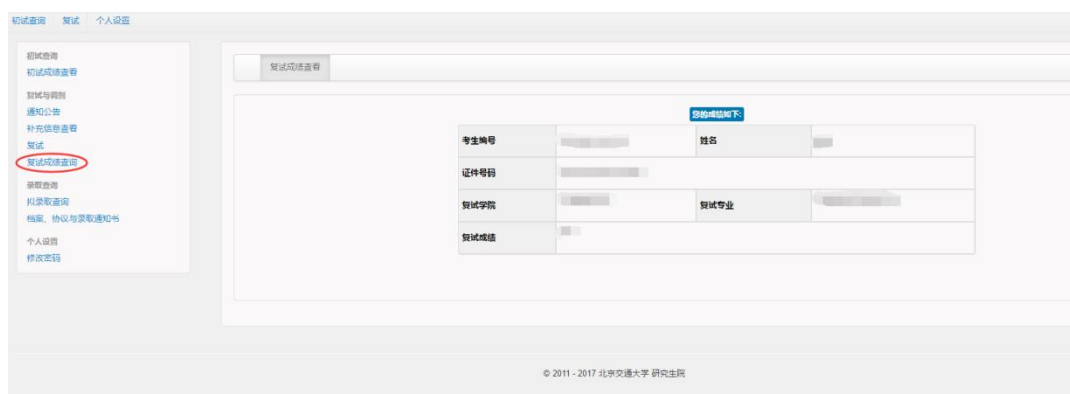 初试查询 复试 个人设置
初试查询
初试成绩查看
复试与调剂
通知公告
补充信息查看
复试
复试成绩查询
录取查询
拟录取查询
档案、协议与录取通知书
个人设置
修改密码
复试成绩查看
您的成绩如下:
考生编号 姓名
证件号码
复试学院 复试专业
复试成绩
© 2011 - 2017 北京交通大学 研究生院